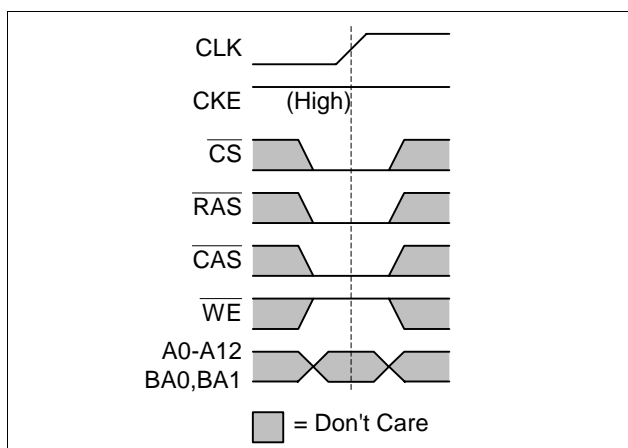 CLK
CKE (High)
CS
RAS
CAS
WE
A0-A12
BA0,BA1
= Don't Care